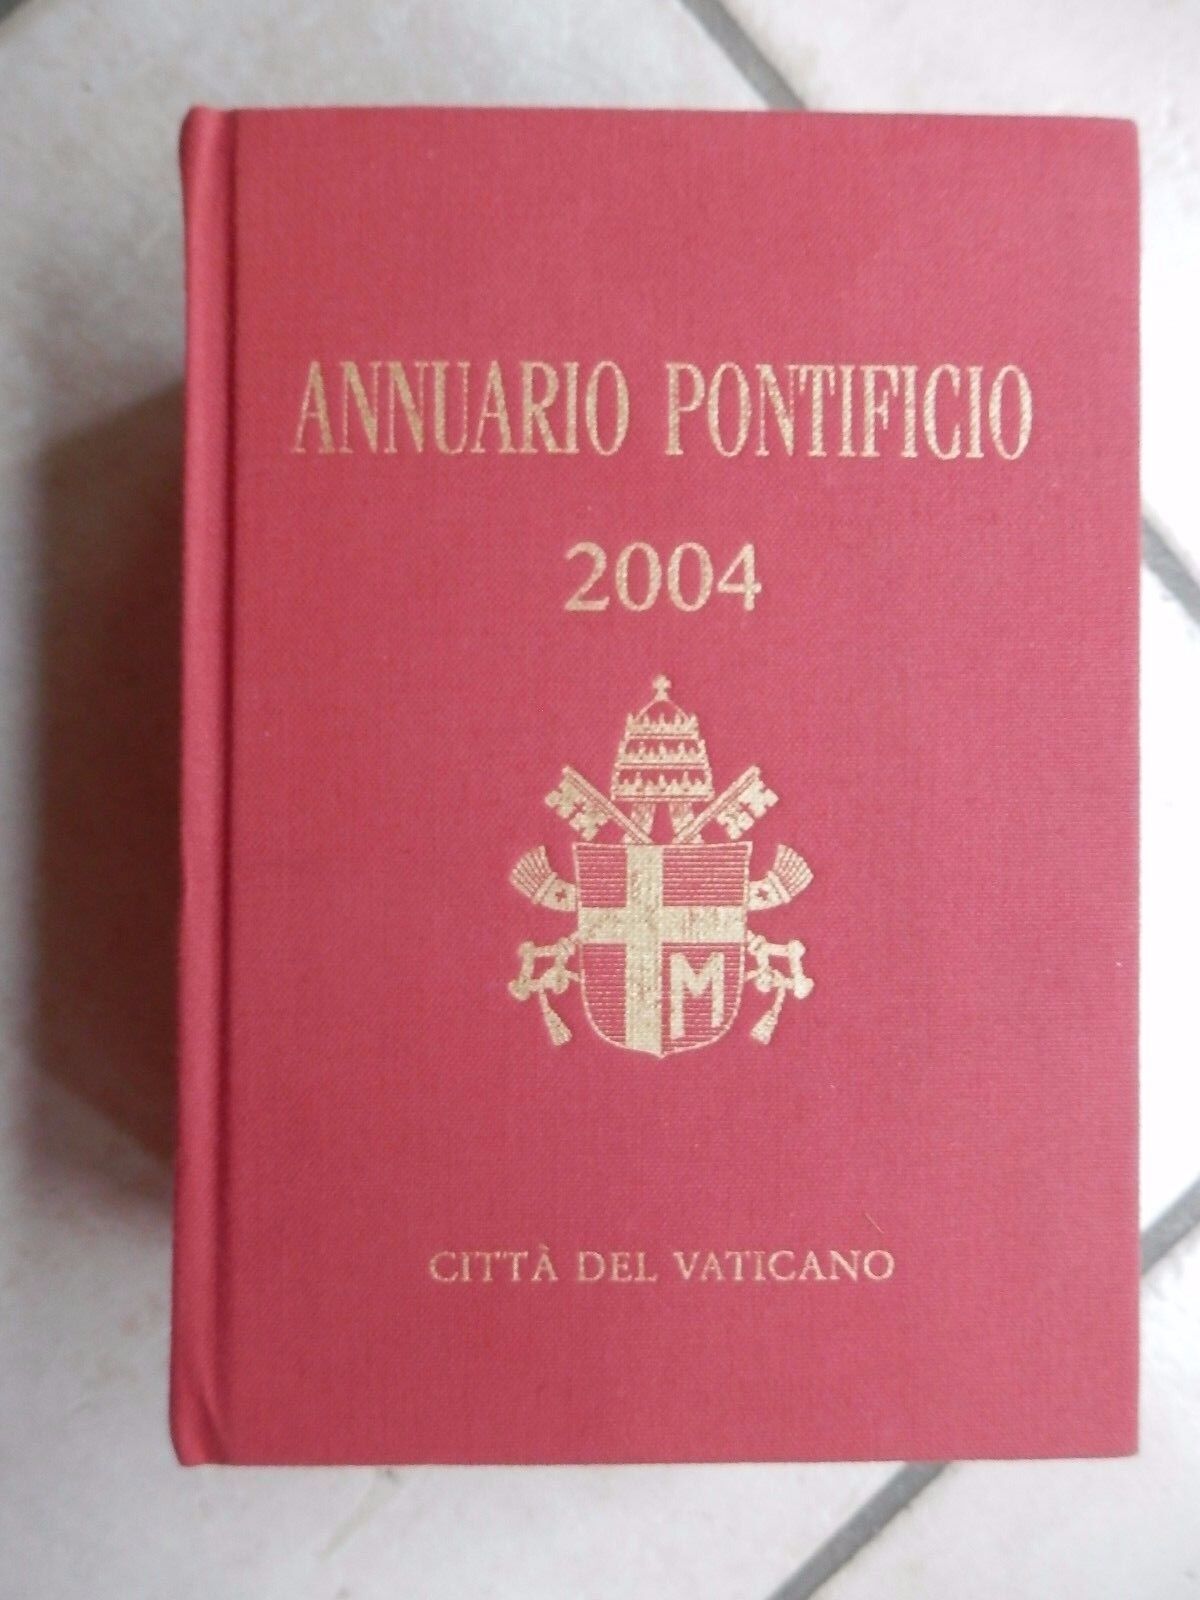 ANNUARIO PONTIFICIO
2004
M
CITTÀ DEL VATICANO